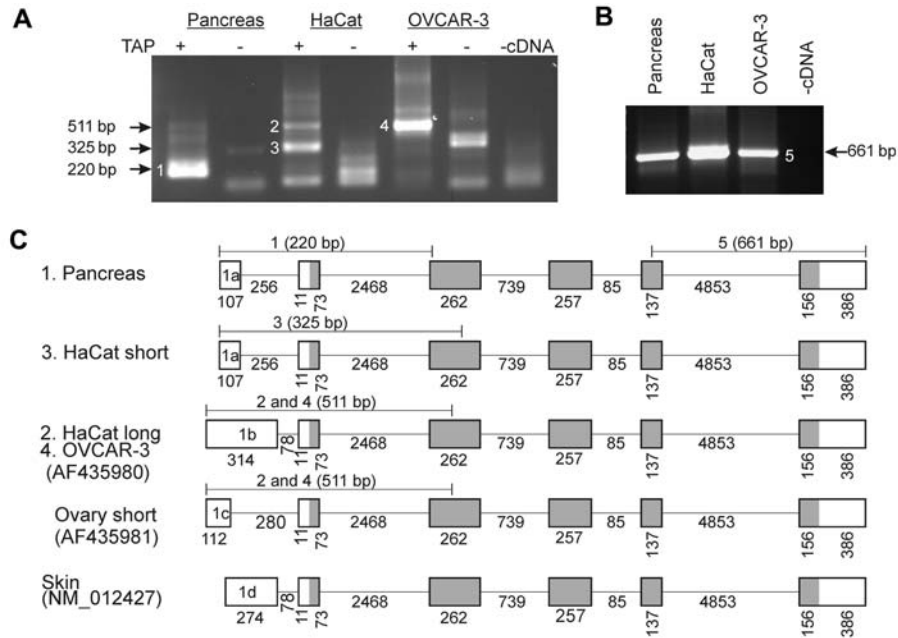 A
Pancreas HaCat OVCAR-3
TAP + - + - + - -cDNA
511 bp
325 bp
220 bp
1
2
3
4
B
Pancreas
HaCat
OVCAR-3
-cDNA
5
661 bp
C
1 (220 bp) 5 (661 bp)
1. Pancreas
1a
107 256 11 73 2468 262 739 257 85 137 4853 156 386
3 (325 bp)
3. HaCat short
1a
107 256 11 73 2468 262 739 257 85 137 4853 156 386
2 and 4 (511 bp)
2. HaCat long
4. OVCAR-3
(AF435980)
1b
314 78 11 73 2468 262 739 257 85 137 4853 156 386
2 and 4 (511 bp)
Ovary short
(AF435981)
1c
112 280 11 73 2468 262 739 257 85 137 4853 156 386
Skin
(NM_012427)
1d
274 78 11 73 2468 262 739 257 85 137 4853 156 386